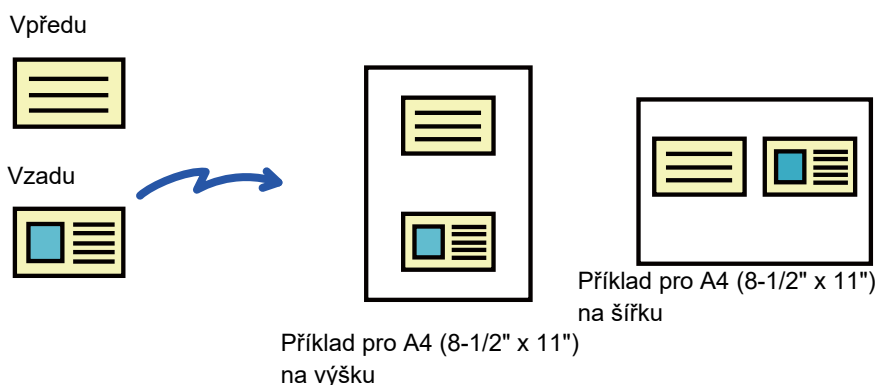 Vpředu
Vzadu
Příklad pro A4 (8-1/2" x 11")
na výšku
Příklad pro A4 (8-1/2" x 11")
na šířku